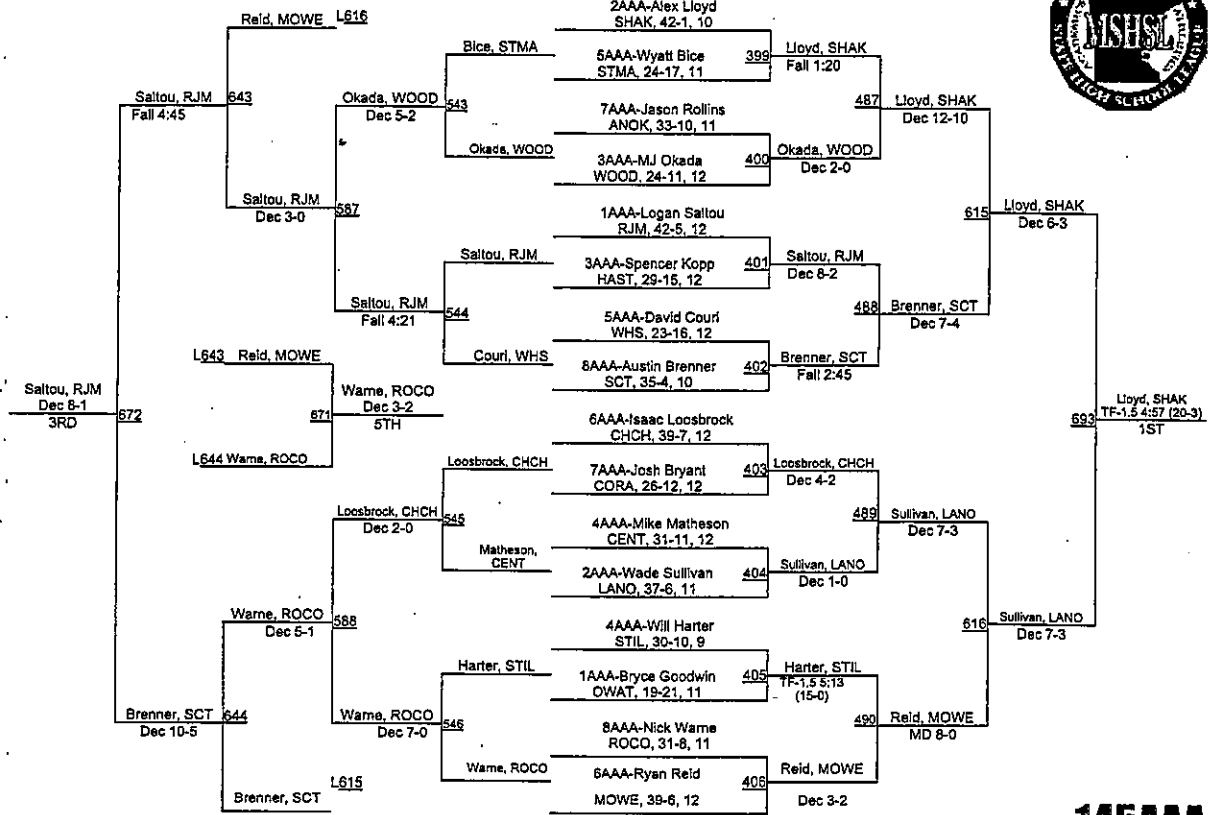 Reid, MOWE L616
Saitou, RJM 643
Fall 4:45
Saitou, RJM
Dec 3-0
Okada, WOOD
Dec 5-2
543
587
Bice, STMA
Okada, WOOD
Saitou, RJM
Saitou, RJM
Fall 4:21
544
Couri, WHS
L643 Reid, MOWE
Warne, ROCO
Dec 3-2
5TH
671
L644 Warne, ROCO
Saitou, RJM
Dec 8-1
3RD
672
Loosbrock, CHCH
Loosbrock, CHCH
Dec 2-0
545
Matheson,
CENT
Warne, ROCO 588
Dec 5-1
Harter, STIL
Warne, ROCO
Dec 7-0
546
Warne, ROCO
Brenner, SCT 644
Dec 10-5
L615
Brenner, SCT
2AAA-Alex Lloyd
SHAK, 42-1, 10
5AAA-Wyatt Bice 399
STMA, 24-17, 11
7AAA-Jason Rollins
ANOK, 33-10, 11
3AAA-MJ Okada 400
WOOD, 24-11, 12
1AAA-Logan Saitou
RJM, 42-5, 12
3AAA-Spencer Kopp 401
HAST, 29-15, 12
5AAA-David Couri
WHS, 23-16, 12
8AAA-Austin Brenner 402
SCT, 35-4, 10
6AAA-Isaac Loosbrock
CHCH, 39-7, 12
7AAA-Josh Bryant 403
CORA, 26-12, 12
4AAA-Mike Matheson
CENT, 31-11, 12
2AAA-Wade Sullivan 404
LANO, 37-6, 11
4AAA-Will Harter
STIL, 30-10, 9
1AAA-Bryce Goodwin 405
OWAT, 19-21, 11
8AAA-Nick Warne
ROCO, 31-8, 11
6AAA-Ryan Reid 406
MOWE, 39-6, 12
Lloyd, SHAK
Fall 1:20
487
Okada, WOOD
Dec 2-0
Saitou, RJM
Dec 8-2
488
Brenner, SCT
Fall 2:45
Loosbrock, CHCH
Dec 4-2
489
Sullivan, LANO
Dec 1-0
Harter, STIL
TF-1.5 5:13
(15-0)
490
Reid, MOWE
Dec 3-2
Lloyd, SHAK
Dec 12-10
615
Brenner, SCT
Dec 7-4
Sullivan, LANO
Dec 7-3
616
Reid, MOWE
MD 8-0
Lloyd, SHAK
Dec 6-3
693
Sullivan, LANO
Dec 7-3
Lloyd, SHAK
TF-1.5 4:57 (20-3)
1ST
MSHSL
STATE HIGH SCHOOL LEAGUE
145AAA